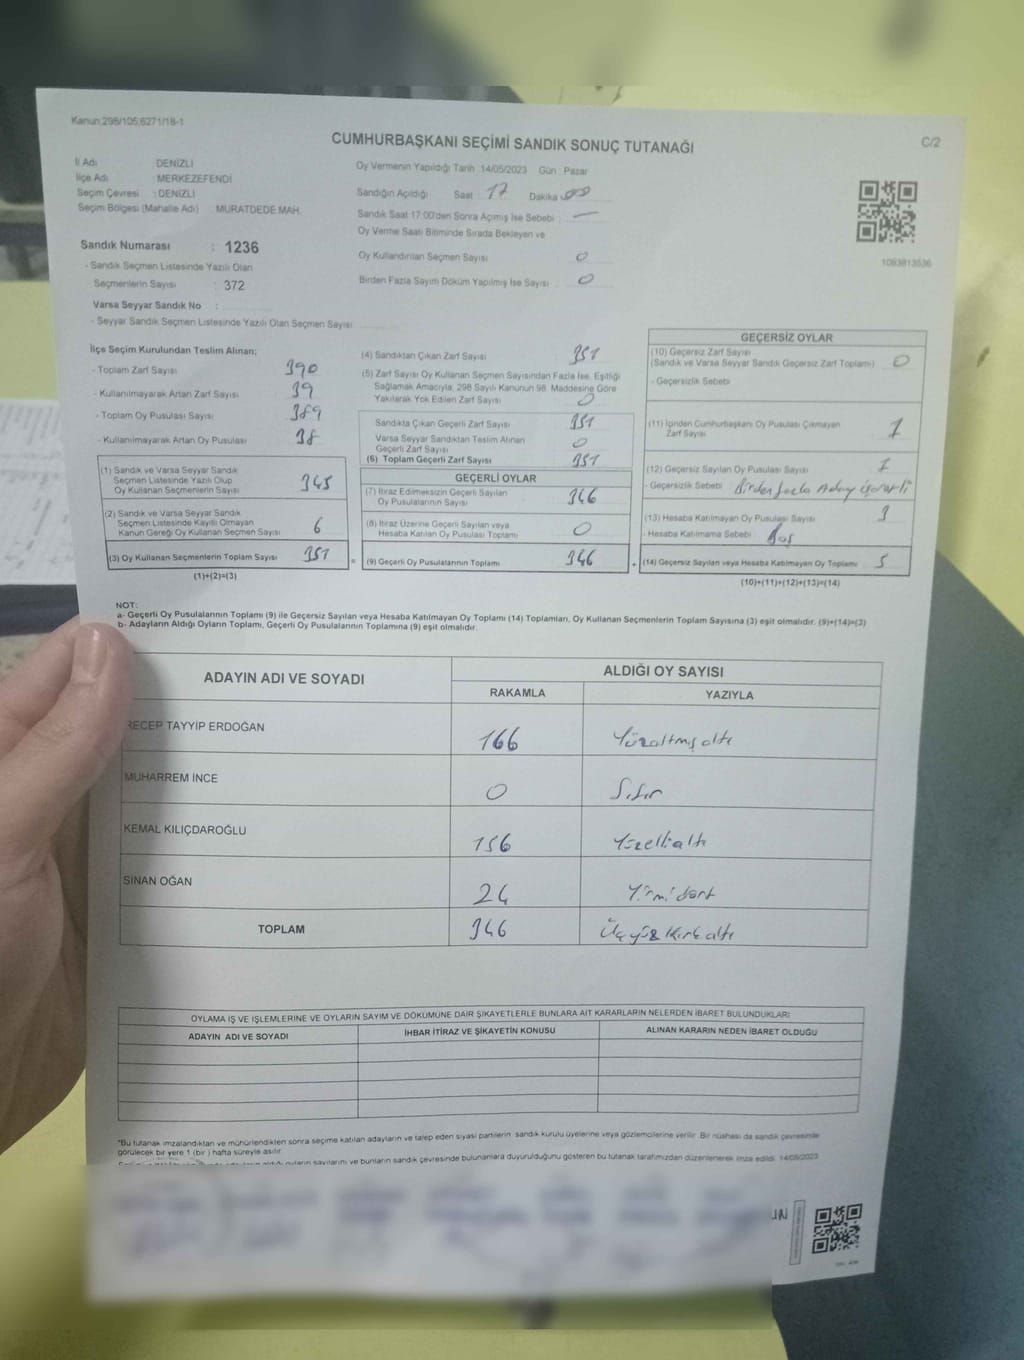 Kanun;298/105;6271/18-1
CUMHURBAŞKANI SEÇİMİ SANDIK SONUÇ TUTANAĞI
C/2
İl Adı DENİZLİ
İlçe Adı : MERKEZEFENDİ
Seçim Çevresi : DENİZLİ
Seçim Bölgesi (Mahalle Adı) : MURATDEDE MAH.
Oy Vermenin Yapıldığı Tarih :14/05/2023 Gün : Pazar
Sandığın Açıldığı Saat : 17 Dakika : 00
Sandık Saat 17:00'den Sonra Açımış İse Sebebi : —
Oy Verme Saati Bitiminde Sırada Bekleyen ve
Oy Kullandırılan Seçmen Sayısı 0
Birden Fazla Sayım Döküm Yapılmış İse Sayısı : 0
1093813536
Sandık Numarası : 1236
- Sandık Seçmen Listesinde Yazılı Olan
Seçmenlerin Sayısı : 372
Varsa Seyyar Sandık No :
- Seyyar Sandık Seçmen Listesinde Yazılı Olan Seçmen Sayısı:
İlçe Seçim Kurulundan Teslim Alınan;
- Toplam Zarf Sayısı 390
- Kullanılmayarak Artan Zarf Sayısı 39
- Toplam Oy Pusulası Sayısı 389
- Kullanılmayarak Artan Oy Pusulası 38
(1) Sandık ve Varsa Seyyar Sandık
Seçmen Listesinde Yazılı Olup
Oy Kullanan Seçmenlerin Sayısı 345
(2) Sandık ve Varsa Seyyar Sandık
Seçmen Listesinde Kayıtlı Olmayan
Kanun Gereği Oy Kullanan Seçmen Sayısı 6
(3) Oy Kullanan Seçmenlerin Toplam Sayısı 351
(1)+(2)=(3)
(4) Sandıktan Çıkan Zarf Sayısı 351
(5) Zarf Sayısı Oy Kullanan Seçmen Sayısından Fazla İse, Eşitliği
Sağlamak Amacıyla, 298 Sayılı Kanunun 98. Maddesine Göre
Yakılarak Yok Edilen Zarf Sayısı 0
Sandıkta Çıkan Geçerli Zarf Sayısı 351
Varsa Seyyar Sandıktan Teslim Alınan
Geçerli Zarf Sayısı 0
(6) Toplam Geçerli Zarf Sayısı 351
GEÇERLİ OYLAR
(7) İtiraz Edilmeksizin Geçerli Sayılan
Oy Pusulalarının Sayısı 346
(8) İtiraz Üzerine Geçerli Sayılan veya
Hesaba Katılan Oy Pusulası Toplamı 0
= (9) Geçerli Oy Pusulalarının Toplamı 346
GEÇERSİZ OYLAR
(10) Geçersiz Zarf Sayısı
(Sandık ve Varsa Seyyar Sandık Geçersiz Zarf Toplamı) 0
- Geçersizlik Sebebi
(11) İçinden Cumhurbaşkanı Oy Pusulası Çıkmayan
Zarf Sayısı 1
(12) Geçersiz Sayılan Oy Pusulası Sayısı 1
- Geçersizlik Sebebi Birden fazla Aday işaretli
(13) Hesaba Katılmayan Oy Pusulası Sayısı 3
- Hesaba Katılmama Sebebi Boş
+ (14) Geçersiz Sayılan veya Hesaba Katılmayan Oy Toplamı 5
(10)+(11)+(12)+(13)=(14)
NOT:
a- Geçerli Oy Pusulalarının Toplamı (9) ile Geçersiz Sayılan veya Hesaba Katılmayan Oy Toplamı (14) Toplamları, Oy Kullanan Seçmenlerin Toplam Sayısına (3) eşit olmalıdır. (9)+(14)=(3)
b- Adayların Aldığı Oyların Toplamı, Geçerli Oy Pusulalarının Toplamına (9) eşit olmalıdır.
ADAYIN ADI VE SOYADI
ALDIĞI OY SAYISI
RAKAMLA YAZIYLA
RECEP TAYYİP ERDOĞAN 166 Yüzaltmışaltı
MUHARREM İNCE 0 Sıfır
KEMAL KILIÇDAROĞLU 156 Yüzellialtı
SİNAN OĞAN 24 Yirmidört
TOPLAM 346 Üçyüzkırkaltı
OYLAMA İŞ VE İŞLEMLERİNE VE OYLARIN SAYIM VE DÖKÜMÜNE DAİR ŞİKAYETLERLE BUNLARA AİT KARARLARIN NELERDEN İBARET BULUNDUKLARI
ADAYIN ADI VE SOYADI İHBAR İTİRAZ VE ŞİKAYETİN KONUSU ALINAN KARARIN NEDEN İBARET OLDUĞU
"Bu tutanak imzalandıktan ve mühürlendikten sonra seçime katılan adayların ve talep eden siyasi partilerin sandık kurulu üyelerine veya gözlemcilerine verilir. Bir nüshası da sandık çevresinde
görülecek bir yere 1 (bir ) hafta süreyle asılır.
sayılarını ve bunların sandık çevresinde bulunanlara duyurulduğunu gösteren bu tutanak tarafımızdan düzenlenerek imza edildi. 14/05/2023